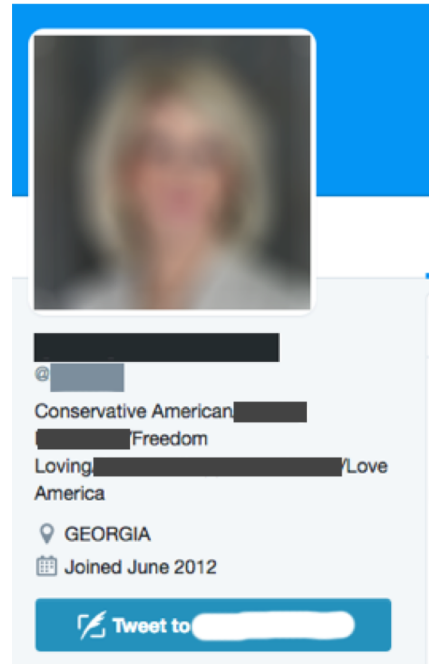 @
Conservative American
/Freedom
Loving /Love
America
GEORGIA
Joined June 2012
Tweet to